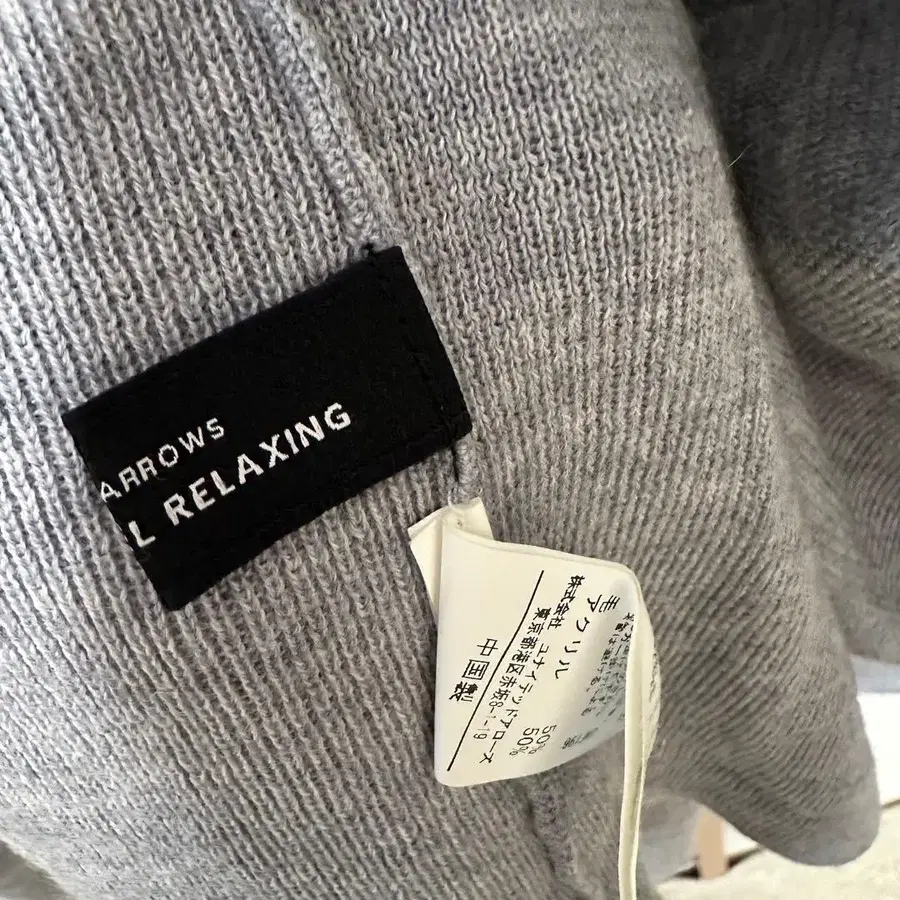 ARROWS
L RELAXING
毛 50%
アクリル 50%
株式会社 ユナイテッドアローズ
東京都港区赤坂8-1-19
中国製